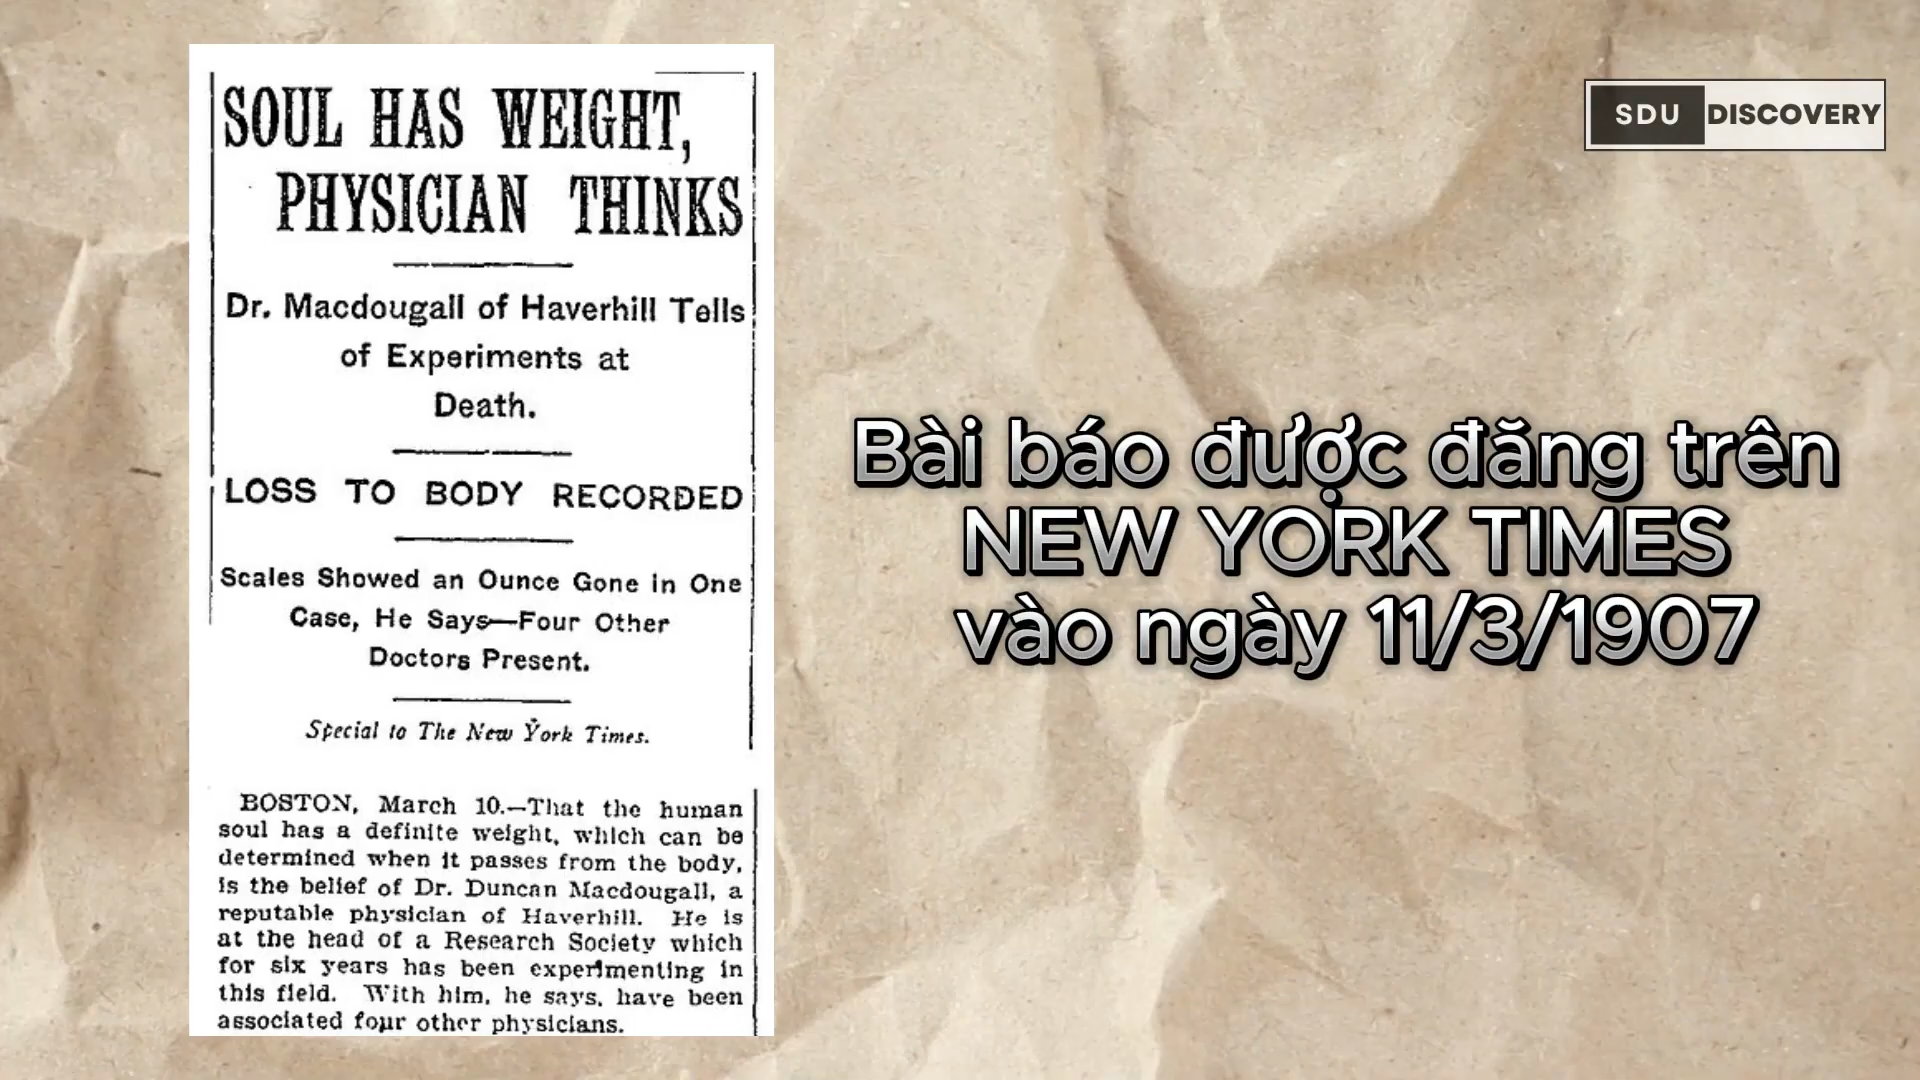 SOUL HAS WEIGHT,
PHYSICIAN THINKS
Dr. Macdougall of Haverhill Tells
of Experiments at
Death.
LOSS TO BODY RECORDED
Scales Showed an Ounce Gone in One
Case, He Says—Four Other
Doctors Present.
Special to The New York Times.
BOSTON, March 10.—That the human
soul has a definite weight, which can be
determined when it passes from the body,
is the belief of Dr. Duncan Macdougall, a
reputable physician of Haverhill. He is
at the head of a Research Society which
for six years has been experimenting in
this field. With him, he says, have been
associated four other physicians.
SDU DISCOVERY
Bài báo được đăng trên
NEW YORK TIMES
vào ngày 11/3/1907